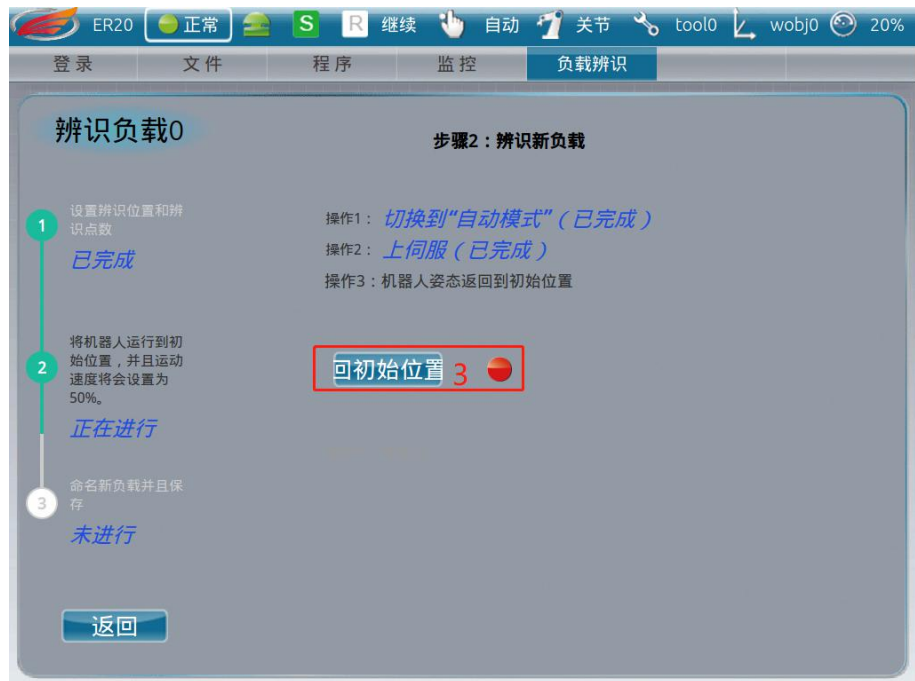 ER20 正常 S R 继续 自动 关节 tool0 wobj0 20%
登录 文件 程序 监控 负载辨识
辨识负载0
步骤2：辨识新负载
1
设置辨识位置和辨
识点数
已完成
操作1： 切换到“自动模式”（已完成）
操作2： 上伺服（已完成）
操作3：机器人姿态返回到初始位置
2
将机器人运行到初
始位置，并且运动
速度将会设置为
50%。
正在进行
回初始位置 3
3
命名新负载并且保
存
未进行
返回